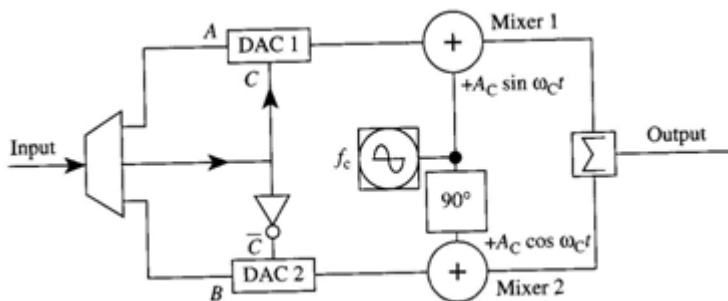 A
DAC 1
C
Mixer 1
+A_C sin ω_Ct
Input
f_c
Σ
Output
90°
C̅
+A_C cos ω_Ct
B
DAC 2
Mixer 2